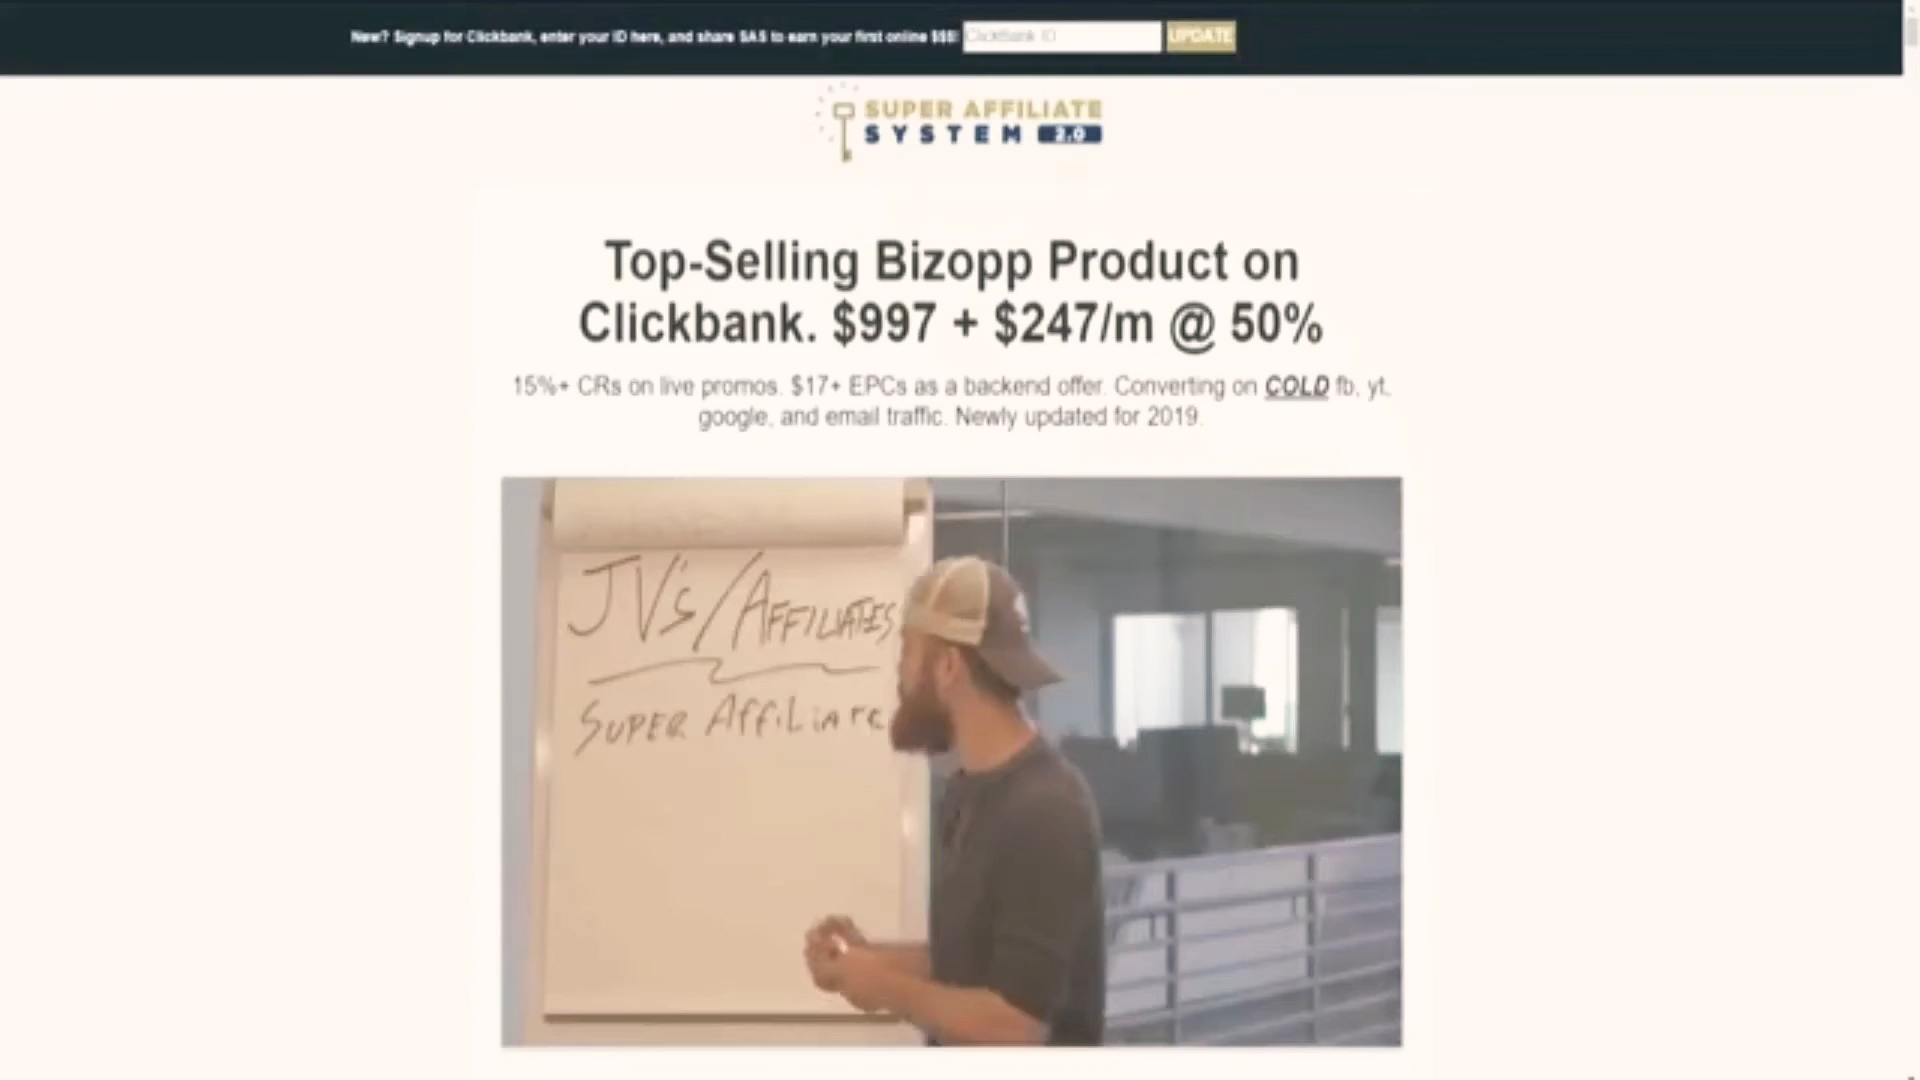 New? Signup for Clickbank, enter your ID here, and share SAS to earn your first online $$$!
ClickBank ID
UPDATE
SUPER AFFILIATE
SYSTEM 2.0
Top-Selling Bizopp Product on
Clickbank. $997 + $247/m @ 50%
15%+ CRs on live promos. $17+ EPCs as a backend offer. Converting on COLD fb, yt,
google, and email traffic. Newly updated for 2019.
JV's/AFFILIATES
SUPER AFFiLiATE